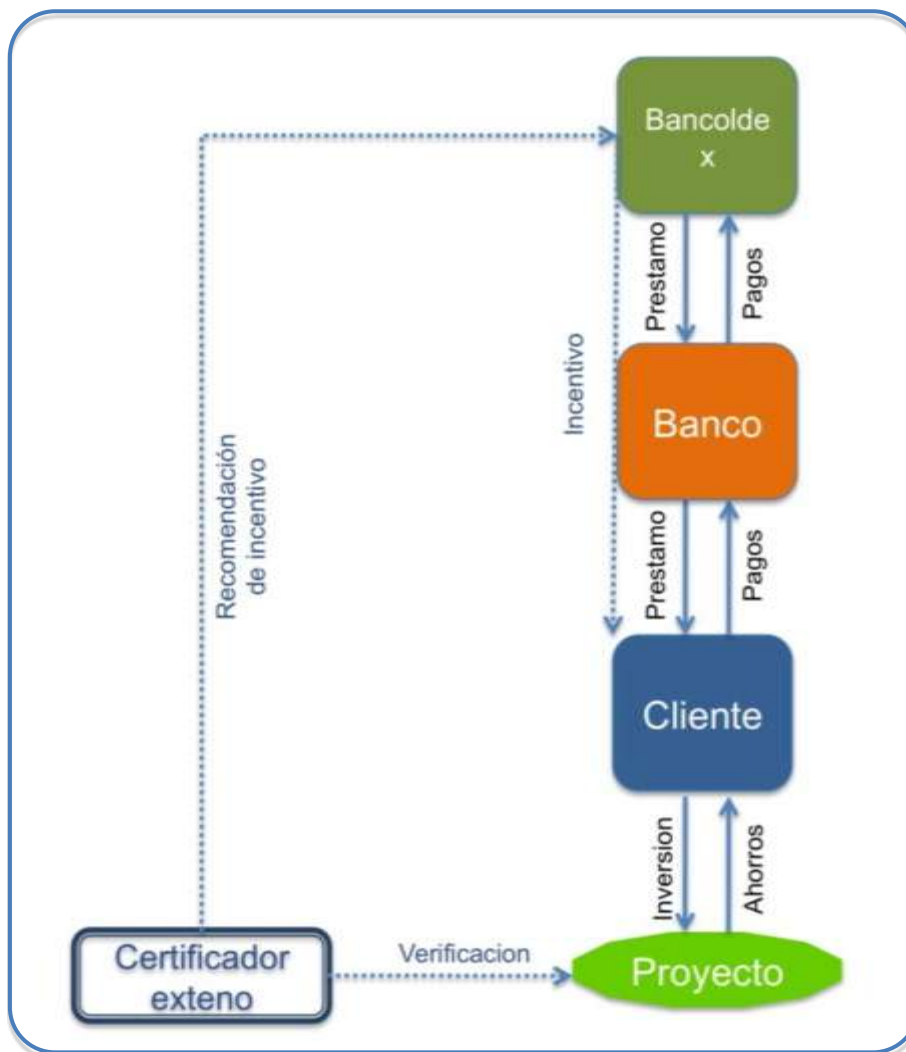 Bancolde
x
Prestamo
Pagos
Incentivo
Banco
Recomendación
de incentivo
Prestamo
Pagos
Cliente
Inversion
Ahorros
Certificador
exteno
Verificacion
Proyecto